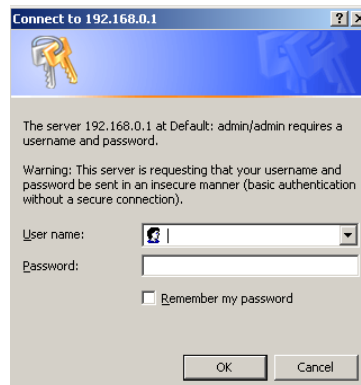 Connect to 192.168.0.1
The server 192.168.0.1 at Default: admin/admin requires a
username and password.
Warning: This server is requesting that your username and
password be sent in an insecure manner (basic authentication
without a secure connection).
User name:
Password:
Remember my password
OK Cancel